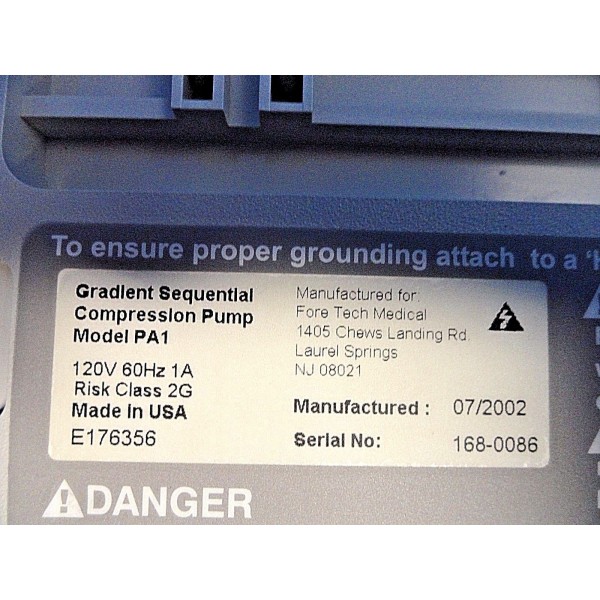 To ensure proper grounding attach to a
Gradient Sequential
Compression Pump
Model PA1
120V 60Hz 1A
Risk Class 2G
Made In USA
E176356
Manufactured for:
Fore Tech Medical
1405 Chews Landing Rd.
Laurel Springs
NJ 08021
Manufactured : 07/2002
Serial No: 168-0086
DANGER